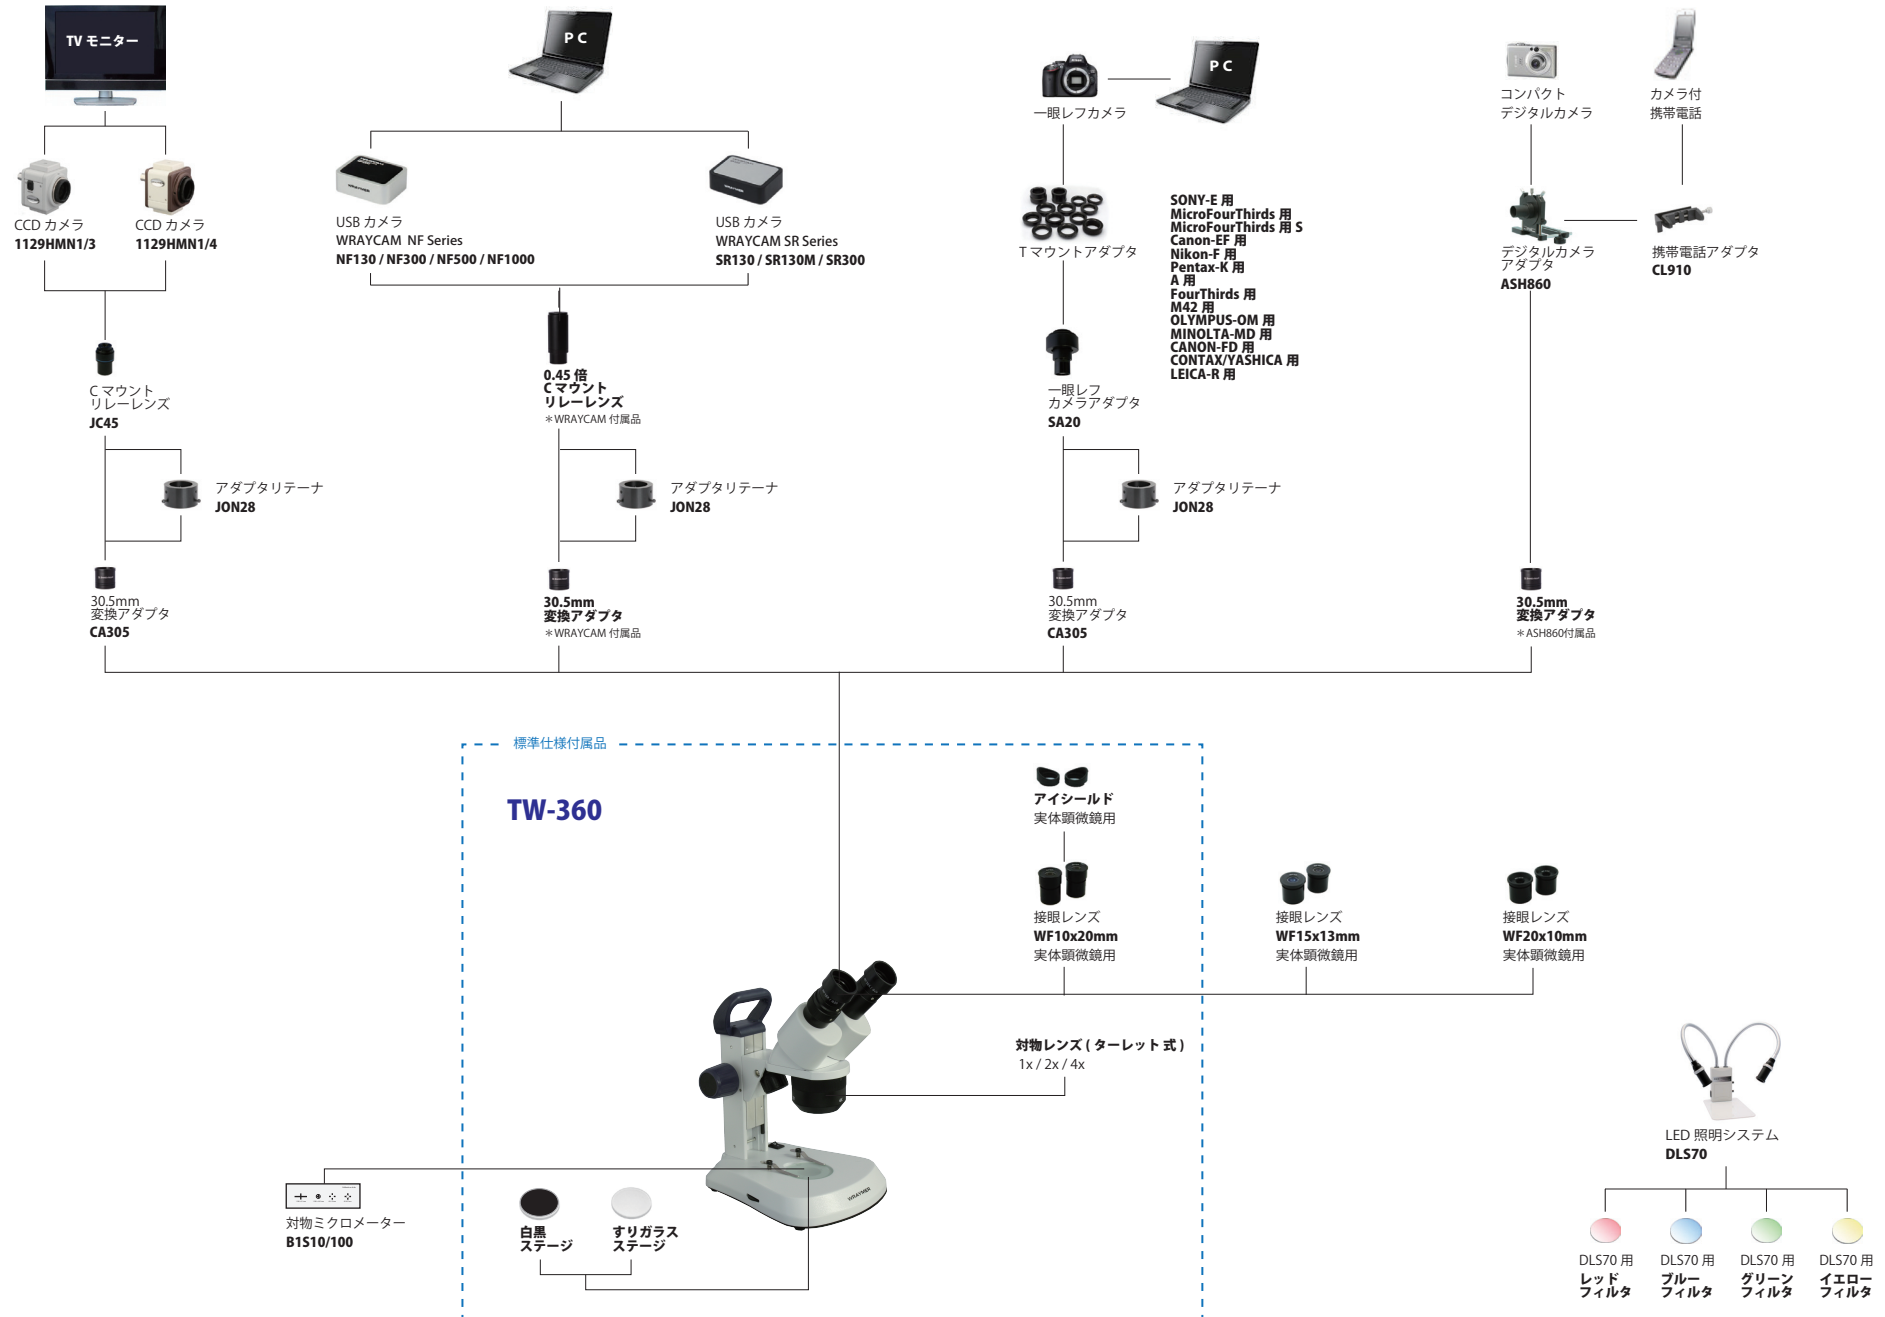 TV モニター
P C
P C
一眼レフカメラ
コンパクト
デジタルカメラ
カメラ付
携帯電話
CCD カメラ
1129HMN1/3
CCD カメラ
1129HMN1/4
WRAYMER
USB カメラ
WRAYCAM NF Series
NF130 / NF300 / NF500 / NF1000
WRAYMER
USB カメラ
WRAYCAM SR Series
SR130 / SR130M / SR300
T マウントアダプタ
SONY-E 用
MicroFourThirds 用
MicroFourThirds 用 S
Canon-EF 用
Nikon-F 用
Pentax-K 用
A 用
FourThirds 用
M42 用
OLYMPUS-OM 用
MINOLTA-MD 用
CANON-FD 用
CONTAX/YASHICA 用
LEICA-R 用
デジタルカメラ
アダプタ
ASH860
携帯電話アダプタ
CL910
C マウント
リレーレンズ
JC45
0.45 倍
C マウント
リレーレンズ
＊WRAYCAM 付属品
一眼レフ
カメラアダプタ
SA20
アダプタリテーナ
JON28
アダプタリテーナ
JON28
アダプタリテーナ
JON28
30.5mm
変換アダプタ
CA305
30.5mm
変換アダプタ
＊WRAYCAM 付属品
30.5mm
変換アダプタ
CA305
30.5mm
変換アダプタ
＊ASH860付属品
標準仕様付属品
TW-360
アイシールド
実体顕微鏡用
接眼レンズ
WF10x20mm
実体顕微鏡用
接眼レンズ
WF15x13mm
実体顕微鏡用
接眼レンズ
WF20x10mm
実体顕微鏡用
対物レンズ ( ターレット 式 )
1x / 2x / 4x
WRAYMER
LED 照明システム
DLS70
対物ミクロメーター
B1S10/100
白黒
ステージ
すりガラス
ステージ
DLS70 用
レッド
フィルタ
DLS70 用
ブルー
フィルタ
DLS70 用
グリーン
フィルタ
DLS70 用
イエロー
フィルタ